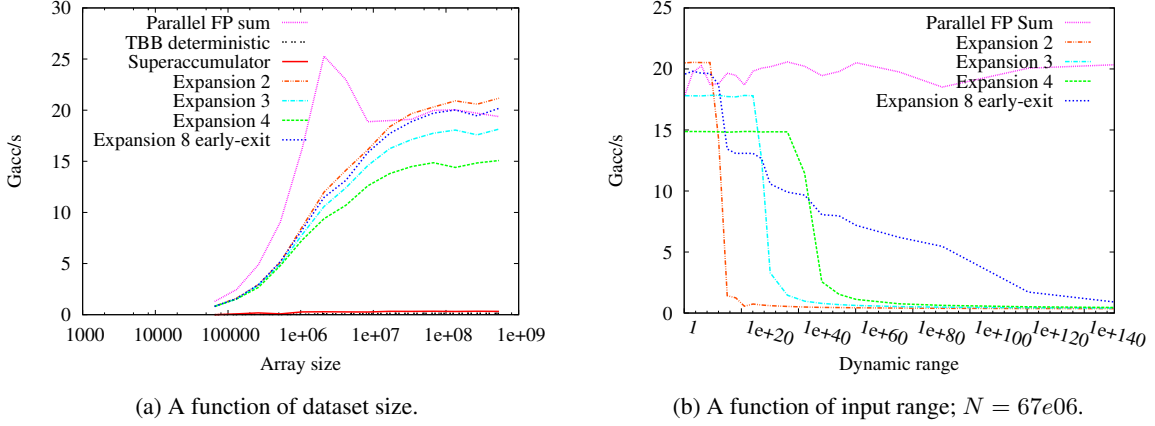 30
25
20
15
10
5
0
Gacc/s
Parallel FP sum
TBB deterministic
Superaccumulator
Expansion 2
Expansion 3
Expansion 4
Expansion 8 early-exit
1000 10000 100000 1e+06 1e+07 1e+08 1e+09
Array size
(a) A function of dataset size.
25
20
15
10
5
0
Gacc/s
Parallel FP Sum
Expansion 2
Expansion 3
Expansion 4
Expansion 8 early-exit
1 1e+20 1e+40 1e+60 1e+80 1e+100 1e+120 1e+140
Dynamic range
(b) A function of input range; N = 67e06.